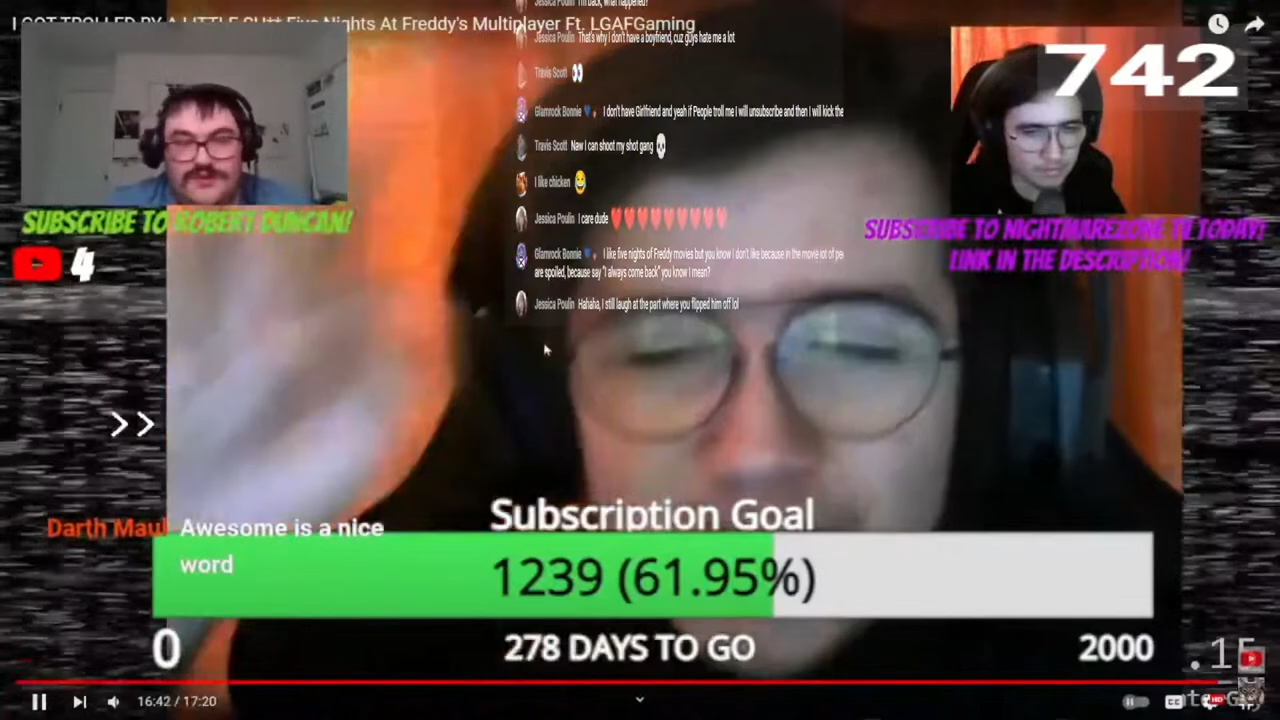 I GOT TROLLED BY A LITTLE SH** Five Nights At Freddy's Multiplayer Ft. LGAFGaming
I'm back, what happened?
Jessica Poulin That's why I don't have a boyfriend, cuz guys hate me a lot
Travis Scott 👀
Glamrock Bonnie I don't have Girlfriend and yeah if People troll me I will unsubscribe and then I will kick the
Travis Scott Naw I can shoot my shot gang 💀
I like chicken 😂
Jessica Poulin I care dude ❤❤❤❤❤❤❤❤❤
Glamrock Bonnie I like five nights of Freddy movies but you know I don't like because in the movie lot of pe
are spoiled, because say "I always come back" you know I mean?
Jessica Poulin Hahaha, I still laugh at the part where you flipped him off lol
742
SUBSCRIBE TO ROBERT DUNCAN!
4
SUBSCRIBE TO NIGHTMAREZONE TV TODAY!
LINK IN THE DESCRIPTION!
>>
Darth Maul Awesome is a nice
word
Subscription Goal
1239 (61.95%)
0
278 DAYS TO GO
2000
.15
16:42 / 17:20
CC
HD